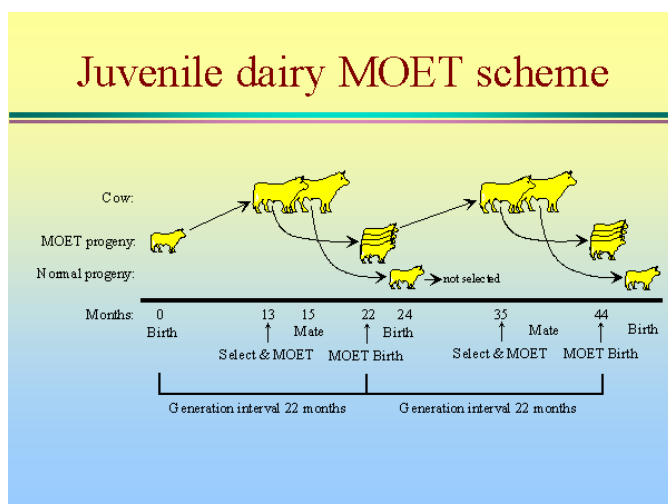 Juvenile dairy MOET scheme
Cow:
MOET progeny:
Normal progeny:
not selected
Months: 0 13 15 22 24 35 44
Birth Mate Birth Mate Birth
Select & MOET MOET Birth Select & MOET MOET Birth
Generation interval 22 months Generation interval 22 months